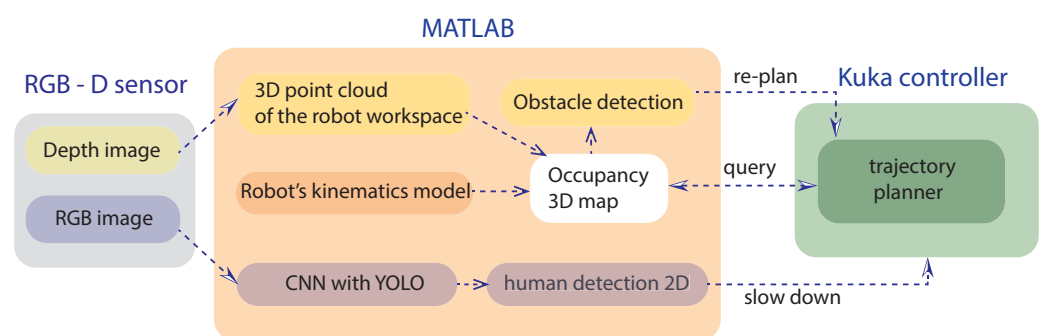 MATLAB
RGB - D sensor
Depth image
RGB image
3D point cloud
of the robot workspace
Obstacle detection
Robot's kinematics model
Occupancy
3D map
CNN with YOLO
human detection 2D
re-plan
query
slow down
Kuka controller
trajectory
planner